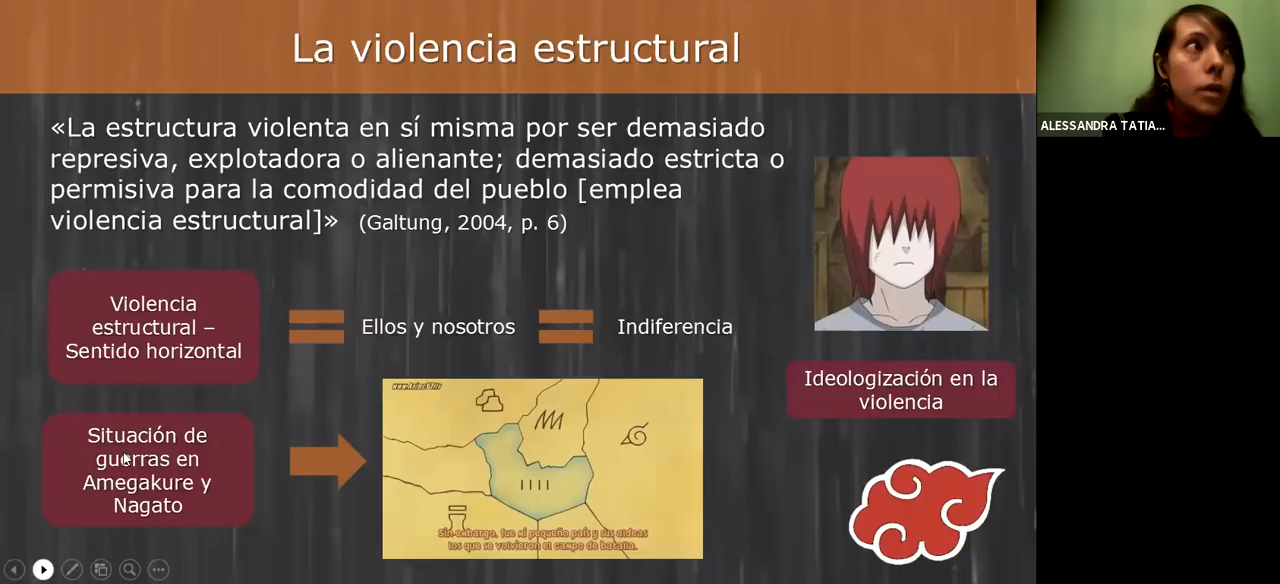 La violencia estructural
«La estructura violenta en sí misma por ser demasiado
represiva, explotadora o alienante; demasiado estricta o
permisiva para la comodidad del pueblo [emplea
violencia estructural]» (Galtung, 2004, p. 6)
Violencia
estructural –
Sentido horizontal
Ellos y nosotros
Indiferencia
Ideologización en la
violencia
Situación de
guerras en
Amegakure y
Nagato
Sin embargo, fue mi pequeño país y sus aldeas
los que se volvieron el campo de batalla.
ALESSANDRA TATIA...